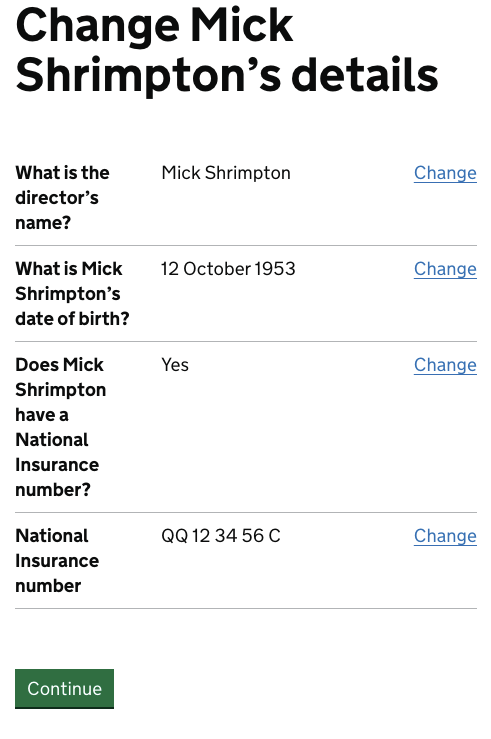 Change Mick
Shrimpton’s details
What is the
director’s
name?
Mick Shrimpton
Change
What is Mick
Shrimpton’s
date of birth?
12 October 1953
Change
Does Mick
Shrimpton
have a
National
Insurance
number?
Yes
Change
National
Insurance
number
QQ 12 34 56 C
Change
Continue